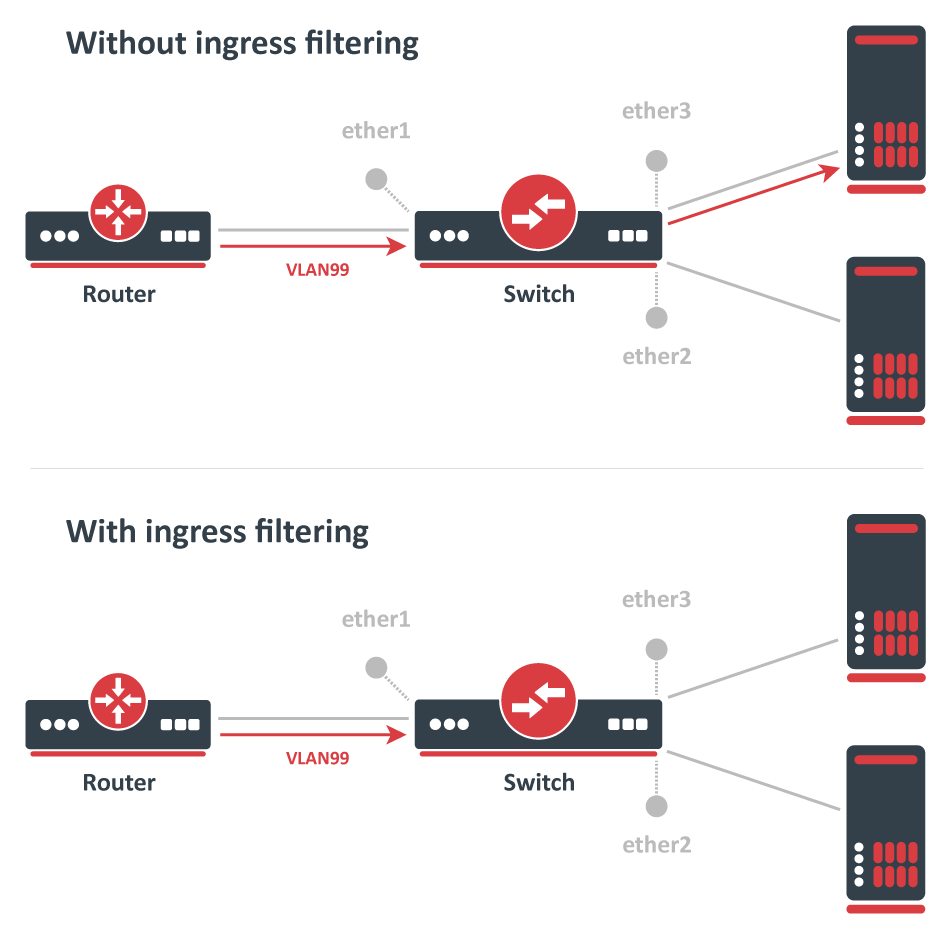 Without ingress filtering
ether3
ether1
VLAN99
Router
Switch
ether2
With ingress filtering
ether3
ether1
VLAN99
Router
Switch
ether2